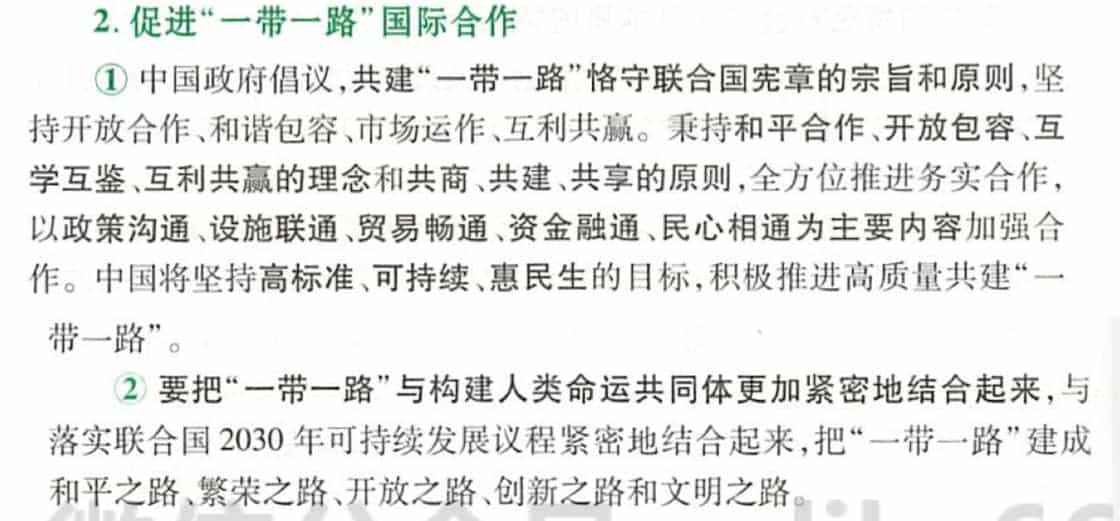 2. 促进“一带一路”国际合作
①中国政府倡议,共建“一带一路”恪守联合国宪章的宗旨和原则,坚
持开放合作、和谐包容、市场运作、互利共赢。秉持和平合作、开放包容、互
学互鉴、互利共赢的理念和共商、共建、共享的原则,全方位推进务实合作,
以政策沟通、设施联通、贸易畅通、资金融通、民心相通为主要内容加强合
作。中国将坚持高标准、可持续、惠民生的目标,积极推进高质量共建“一
带一路”。
②要把“一带一路”与构建人类命运共同体更加紧密地结合起来,与
落实联合国 2030 年可持续发展议程紧密地结合起来,把“一带一路”建成
和平之路、繁荣之路、开放之路、创新之路和文明之路。